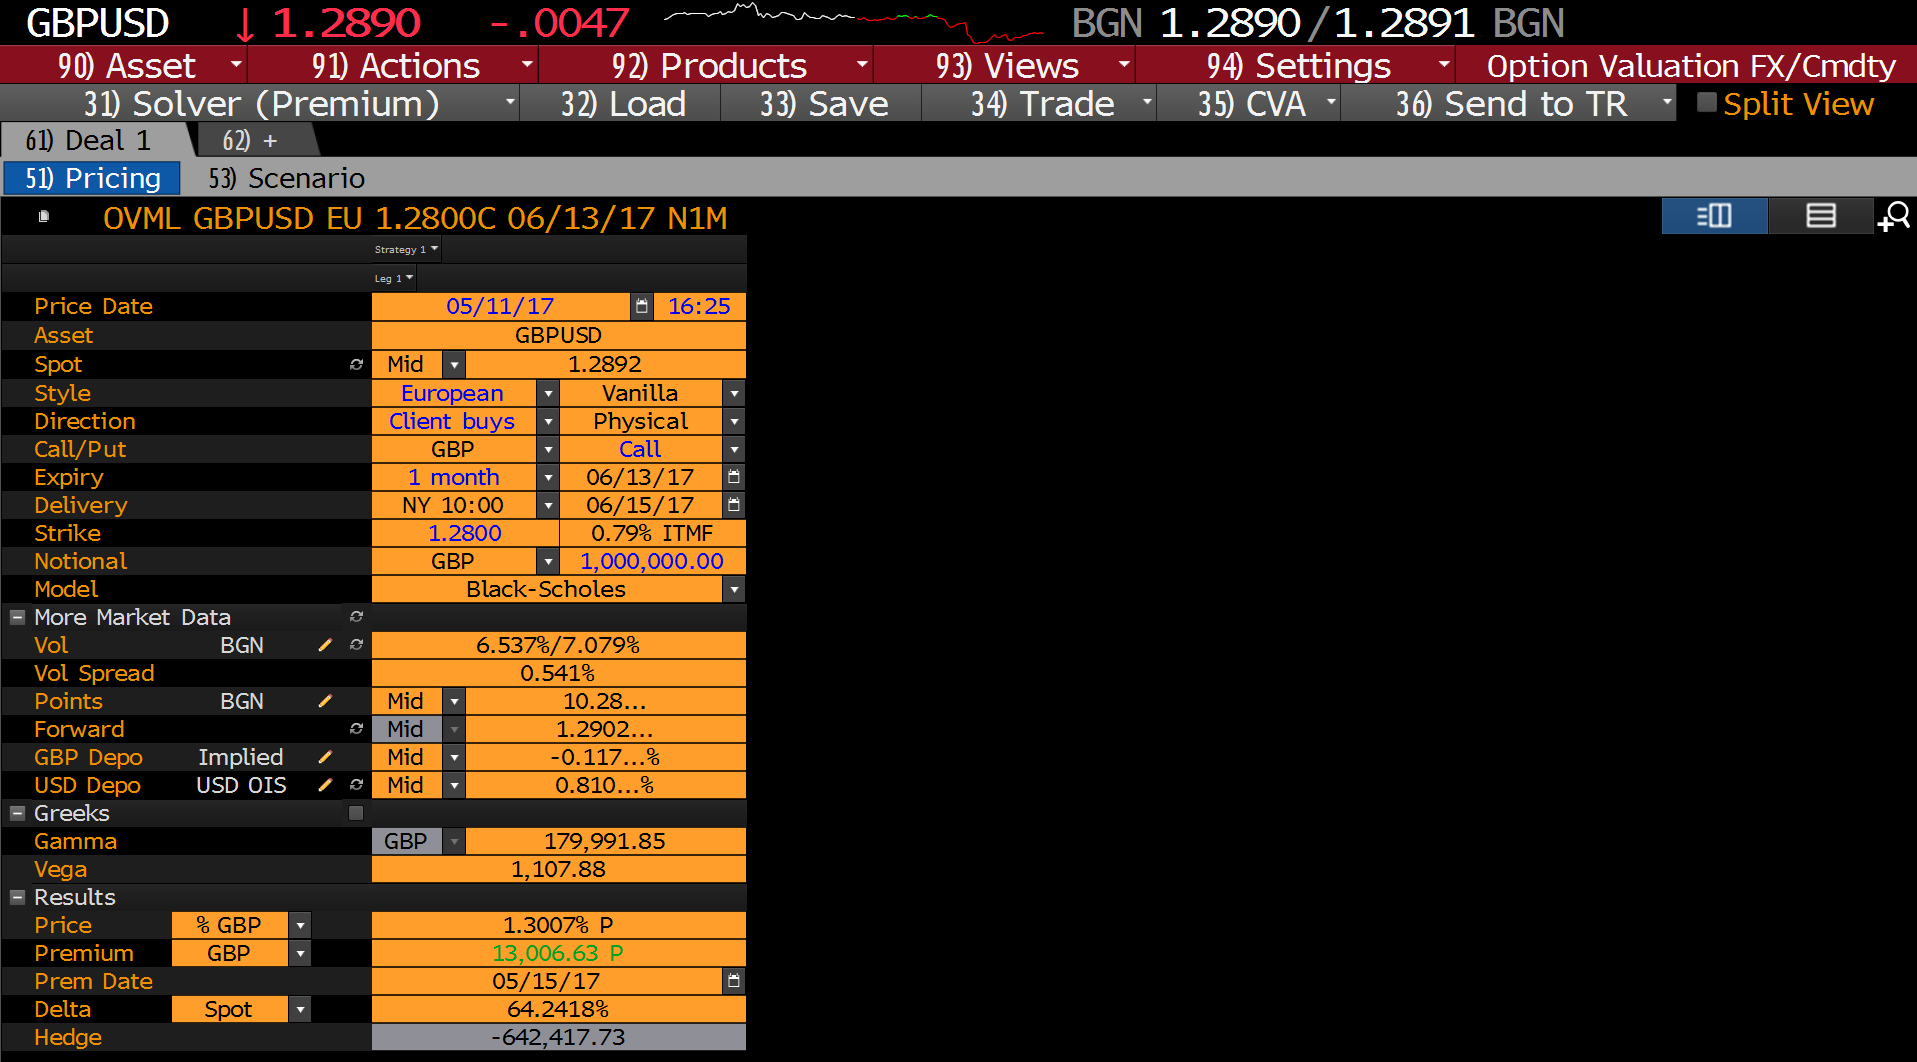 GBPUSD ↓ 1.2890 -.0047 BGN 1.2890/1.2891 BGN
90) Asset 91) Actions 92) Products 93) Views 94) Settings Option Valuation FX/Cmdty
31) Solver (Premium) 32) Load 33) Save 34) Trade 35) CVA 36) Send to TR Split View
61) Deal 1 62) +
51) Pricing 53) Scenario
OVML GBPUSD EU 1.2800C 06/13/17 N1M
Strategy 1
Leg 1
Price Date 05/11/17 16:25
Asset GBPUSD
Spot Mid 1.2892
Style European Vanilla
Direction Client buys Physical
Call/Put GBP Call
Expiry 1 month 06/13/17
Delivery NY 10:00 06/15/17
Strike 1.2800 0.79% ITMF
Notional GBP 1,000,000.00
Model Black-Scholes
More Market Data
Vol BGN 6.537%/7.079%
Vol Spread 0.541%
Points BGN Mid 10.28...
Forward Mid 1.2902...
GBP Depo Implied Mid -0.117...%
USD Depo USD OIS Mid 0.810...%
Greeks
Gamma GBP 179,991.85
Vega 1,107.88
Results
Price % GBP 1.3007% P
Premium GBP 13,006.63 P
Prem Date 05/15/17
Delta Spot 64.2418%
Hedge -642,417.73